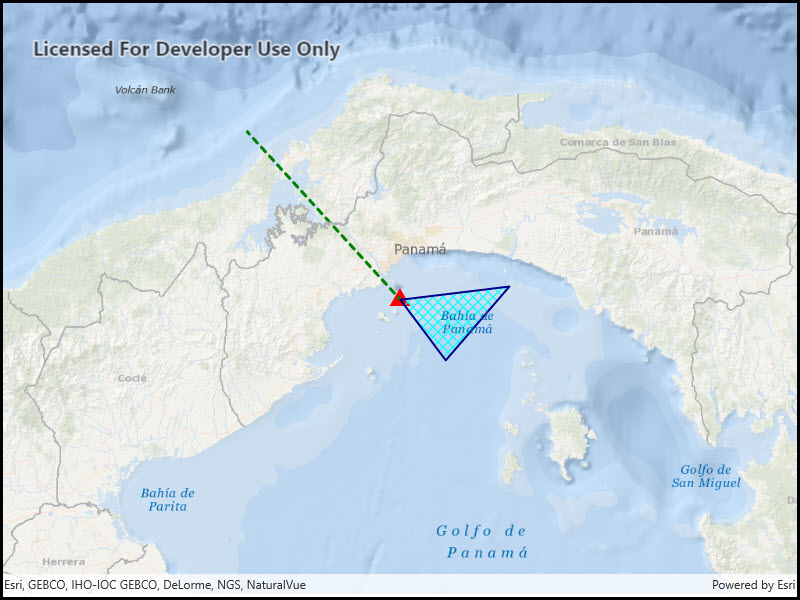 Licensed For Developer Use Only
Volcán Bank
Comarca de San Blas
Panamá
Panamá
Bahía de
Panamá
Coclé
Golfo de
San Miguel
Bahía de
Parita
Golfo de
Panamá
Herrera
Esri, GEBCO, IHO-IOC GEBCO, DeLorme, NGS, NaturalVue
Powered by Esri